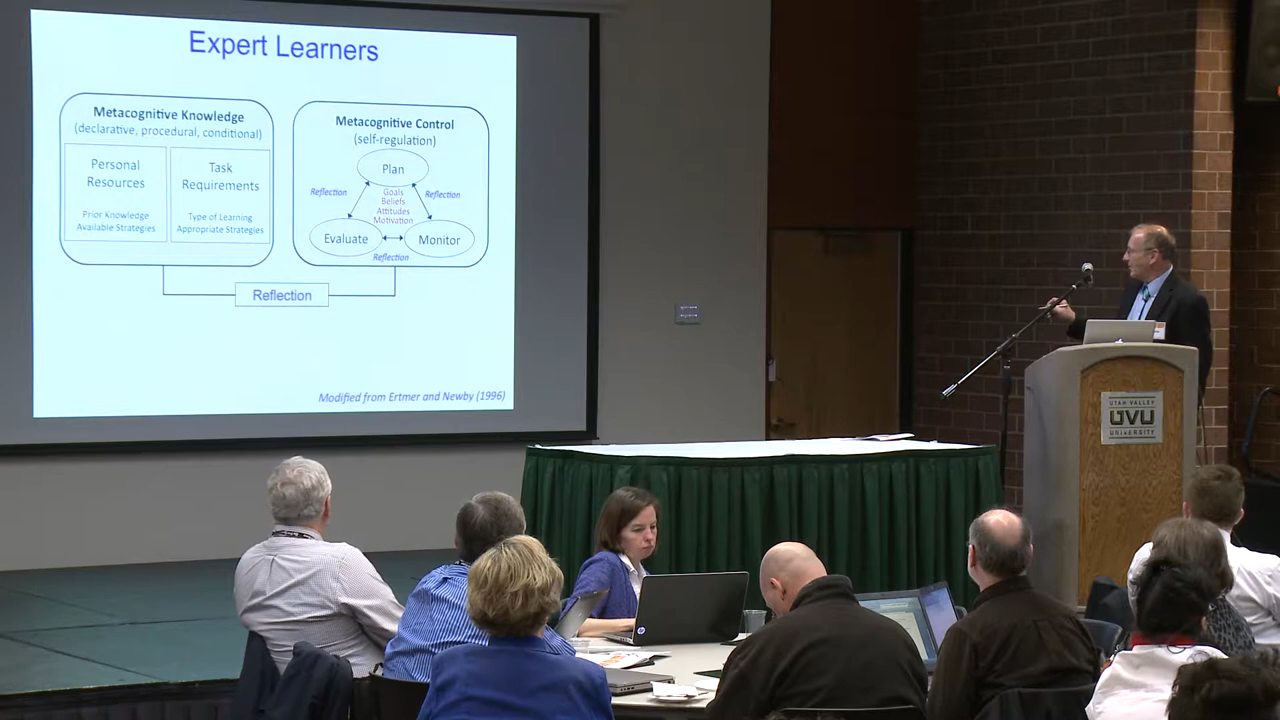 Expert Learners
Metacognitive Knowledge
(declarative, procedural, conditional)
Personal
Resources
Prior Knowledge
Available Strategies
Task
Requirements
Type of Learning
Appropriate Strategies
Metacognitive Control
(self-regulation)
Plan
Reflection
Reflection
Goals
Beliefs
Attitudes
Motivation
Evaluate
Monitor
Reflection
Reflection
Modified from Ertmer and Newby (1996)
UTAH VALLEY
UVU
UNIVERSITY
hp